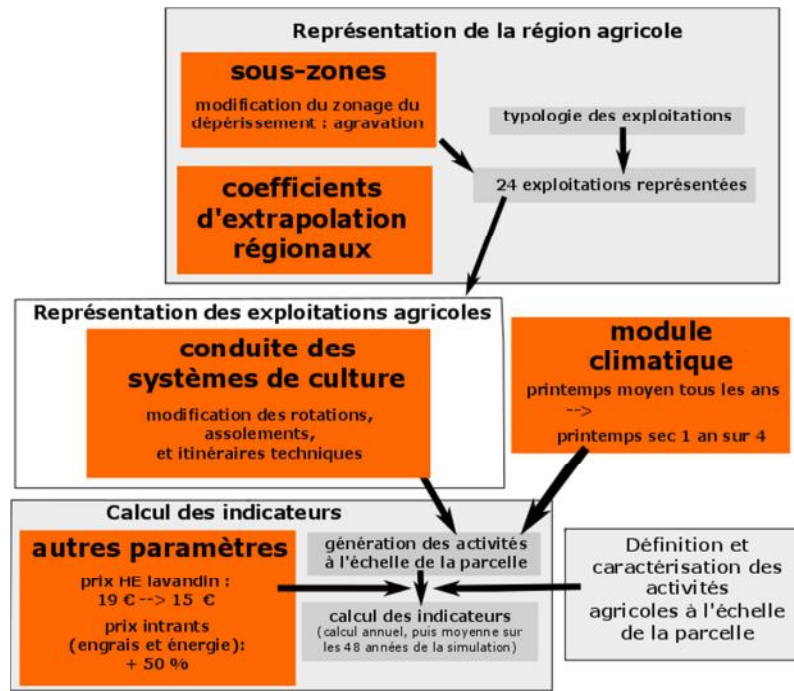 Représentation de la région agricole
sous-zones
modification du zonage du
dépérissement : agravation
typologie des exploitations
24 exploitations représentées
coefficients
d'extrapolation
régionaux
Représentation des exploitations agricoles
conduite des
systèmes de culture
modification des rotations,
assolements,
et itinéraires techniques
module
climatique
printemps moyen tous les ans
-->
printemps sec 1 an sur 4
Calcul des indicateurs
autres paramètres
prix HE lavandin :
19 € --> 15 €
prix intrants
(engrais et énergie):
+ 50 %
génération des activités
à l'échelle de la parcelle
calcul des indicateurs
(calcul annuel, puis moyenne sur
les 48 années de la simulation)
Définition et
caractérisation des
activités
agricoles à l'échelle
de la parcelle